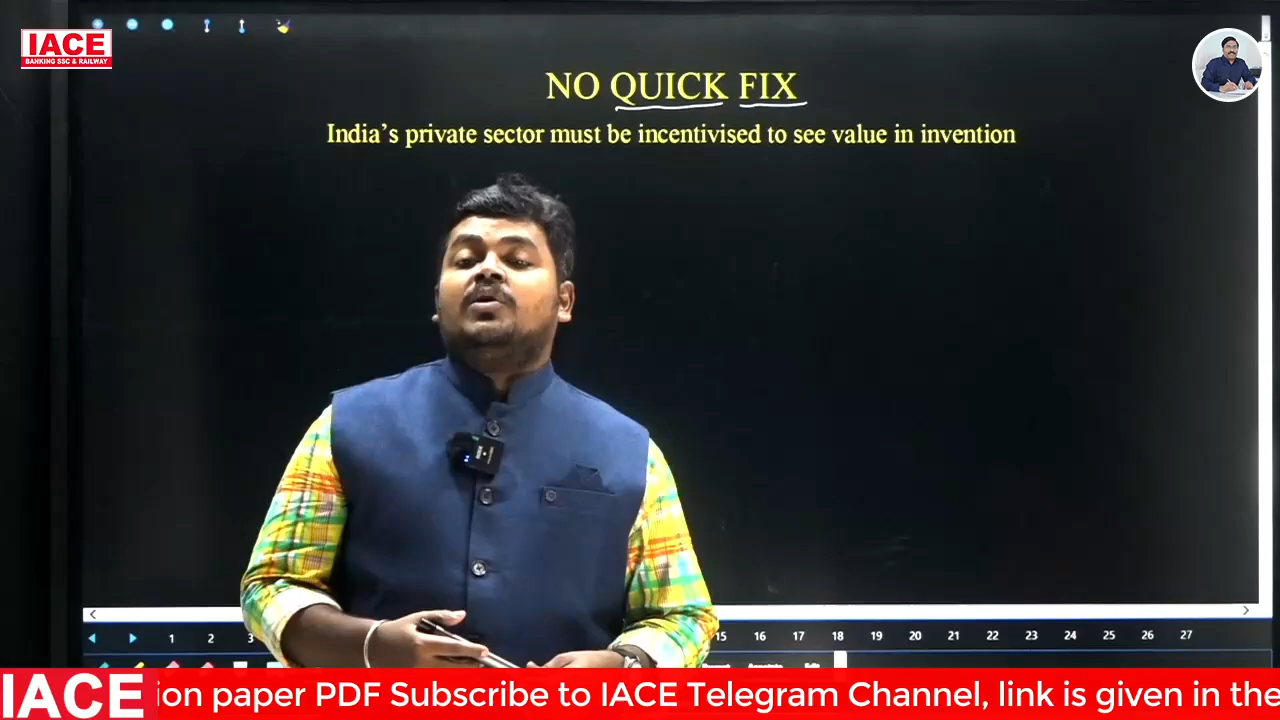 IACE
BANKING SSC & RAILWAY
NO QUICK FIX
India's private sector must be incentivised to see value in invention
1 2 3 15 16 17 18 19 20 21 22 23 24 25 26 27
IACE
ion paper PDF Subscribe to IACE Telegram Channel, link is given in the